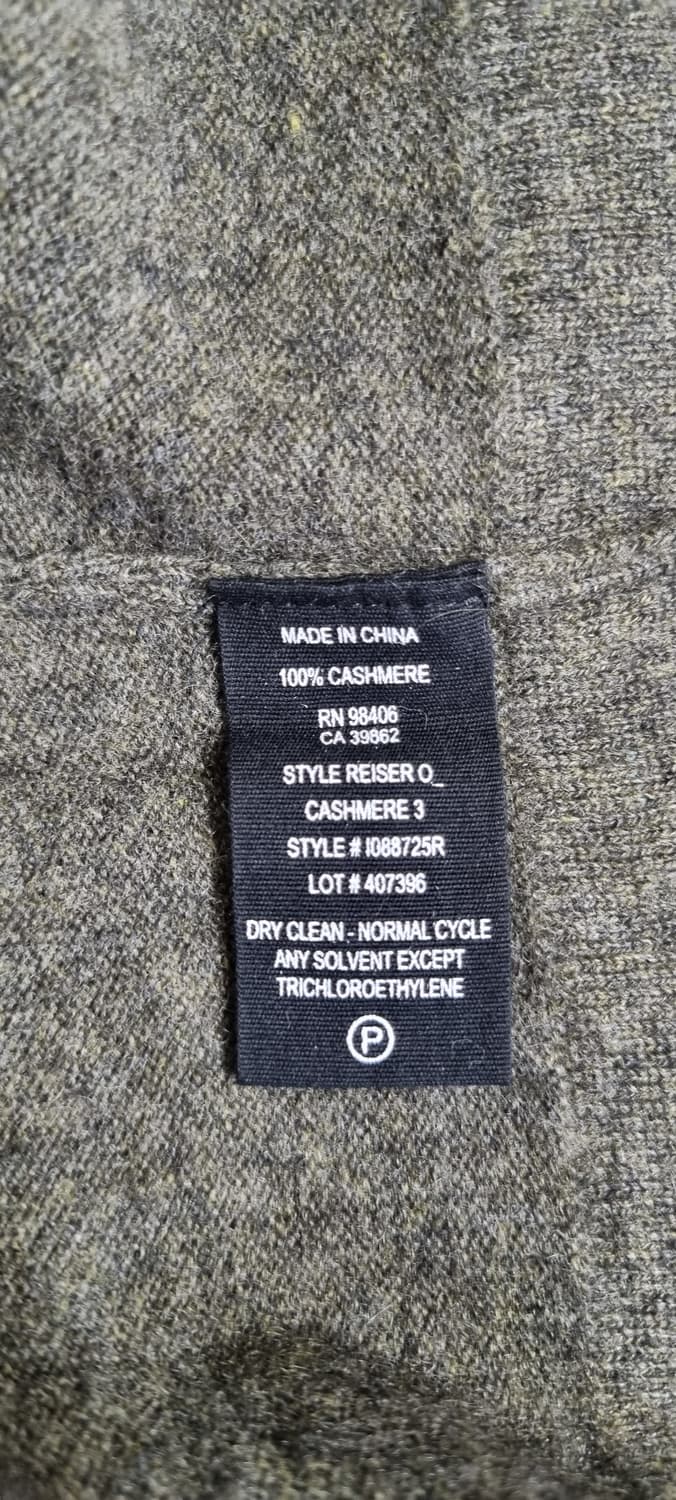 MADE IN CHINA
100% CASHMERE
RN 98406
CA 39862
STYLE REISER O_
CASHMERE 3
STYLE # I088725R
LOT # 407396
DRY CLEAN - NORMAL CYCLE
ANY SOLVENT EXCEPT
TRICHLOROETHYLENE
P